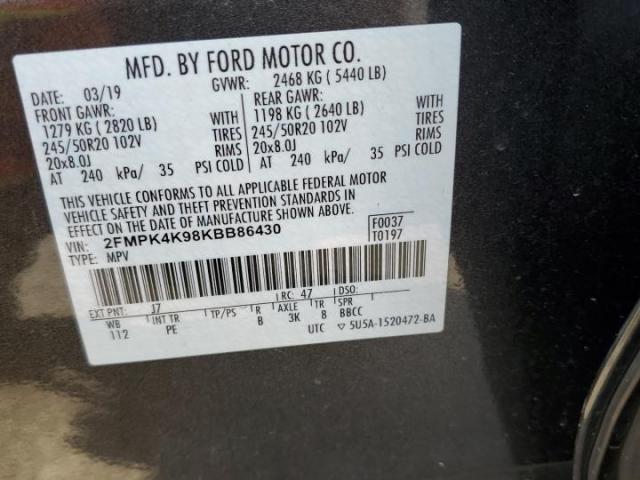 MFD. BY FORD MOTOR CO.
DATE: 03/19 GVWR: 2468 KG ( 5440 LB)
FRONT GAWR: REAR GAWR:
1279 KG ( 2820 LB) WITH 1198 KG ( 2640 LB) WITH
245/50R20 102V TIRES 245/50R20 102V TIRES
20x8.0J RIMS 20x8.0J RIMS
AT 240 kPa/ 35 PSI COLD AT 240 kPa/ 35 PSI COLD
THIS VEHICLE CONFORMS TO ALL APPLICABLE FEDERAL MOTOR
VEHICLE SAFETY AND THEFT PREVENTION STANDARDS IN
EFFECT ON THE DATE OF MANUFACTURE SHOWN ABOVE.
VIN: 2FMPK4K98KBB86430 F0037
TYPE: MPV T0197
EXT PNT: J7 RC: 47 DSO:
WB INT TR TP/PS R AXLE TR SPR
112 PE B 3K 8 BBCC
UTC ▽ 5U5A-1520472-BA